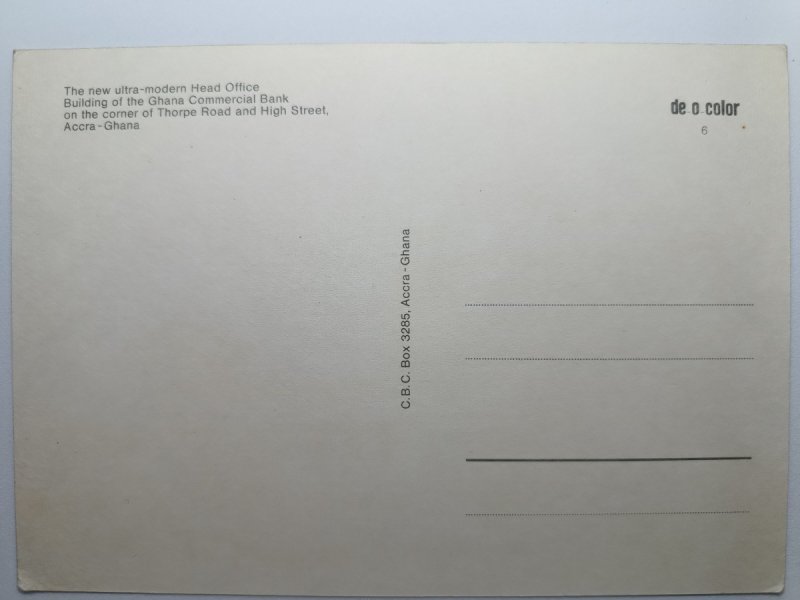 The new ultra-modern Head Office
Building of the Ghana Commercial Bank
on the corner of Thorpe Road and High Street,
Accra-Ghana
de o color
6
C.B.C. Box 3285, Accra-Ghana